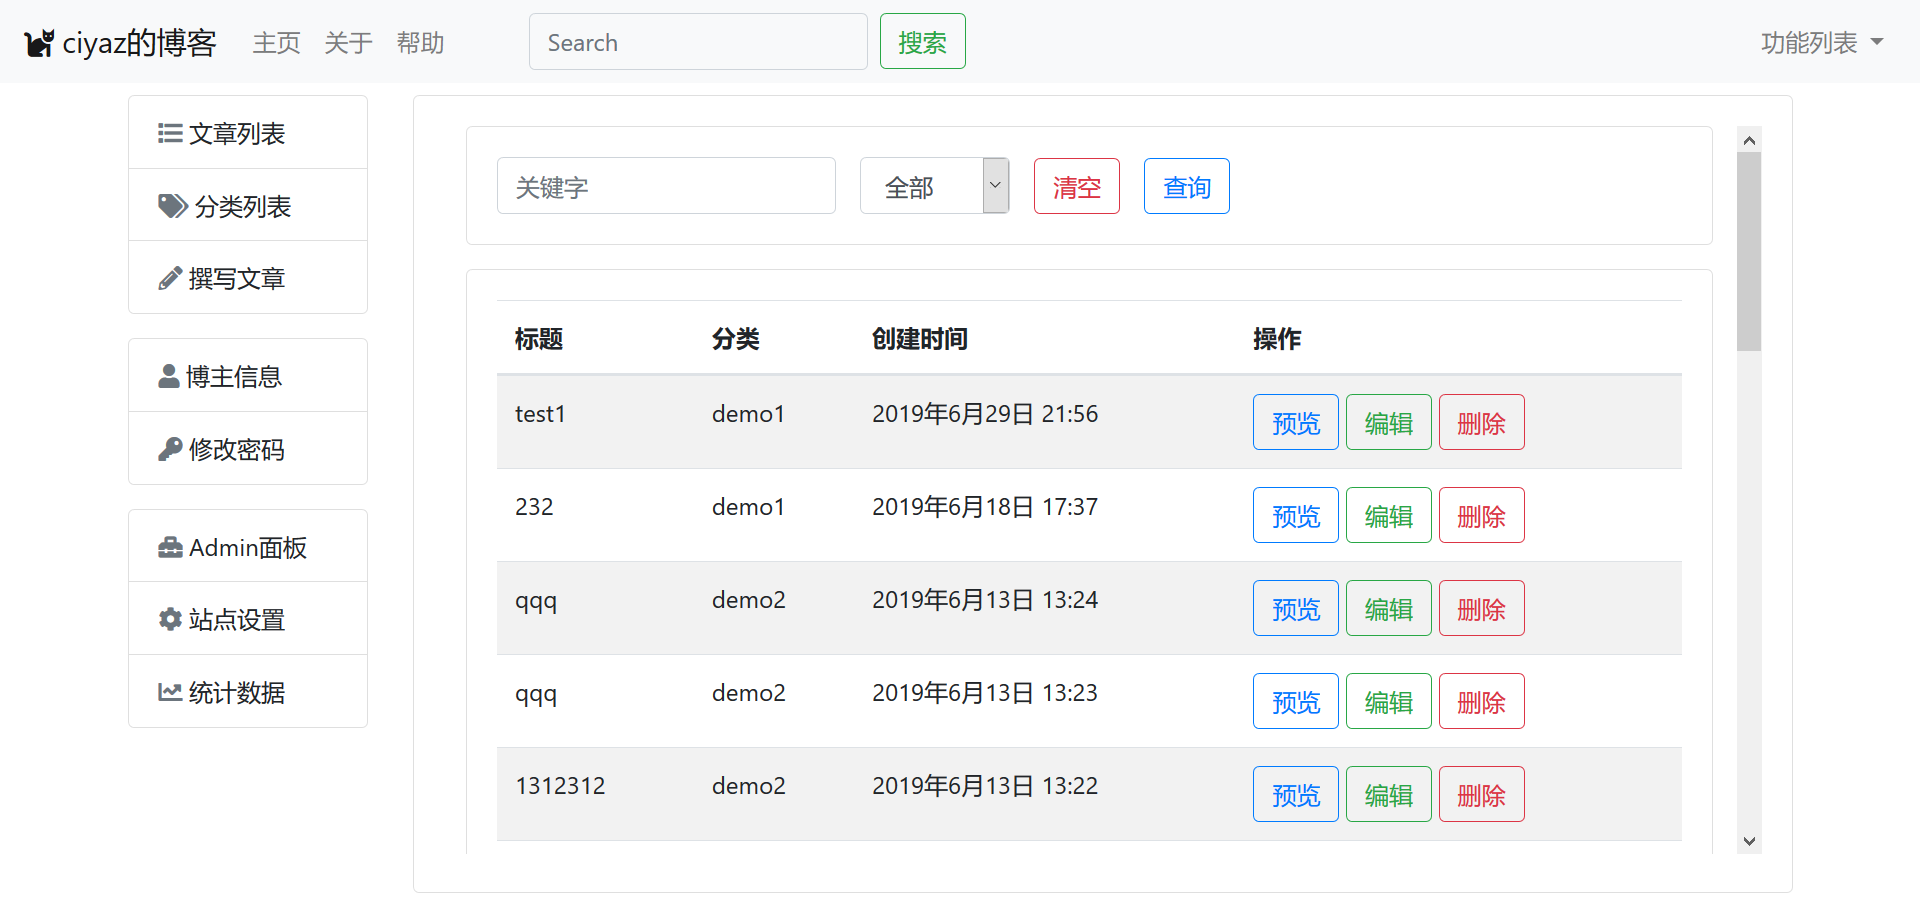 ciyaz的博客 主页 关于 帮助 Search 搜索 功能列表
文章列表
分类列表
撰写文章
博主信息
修改密码
Admin面板
站点设置
统计数据
关键字 全部 清空 查询
标题 分类 创建时间 操作
test1 demo1 2019年6月29日 21:56 预览 编辑 删除
232 demo1 2019年6月18日 17:37 预览 编辑 删除
qqq demo2 2019年6月13日 13:24 预览 编辑 删除
qqq demo2 2019年6月13日 13:23 预览 编辑 删除
1312312 demo2 2019年6月13日 13:22 预览 编辑 删除